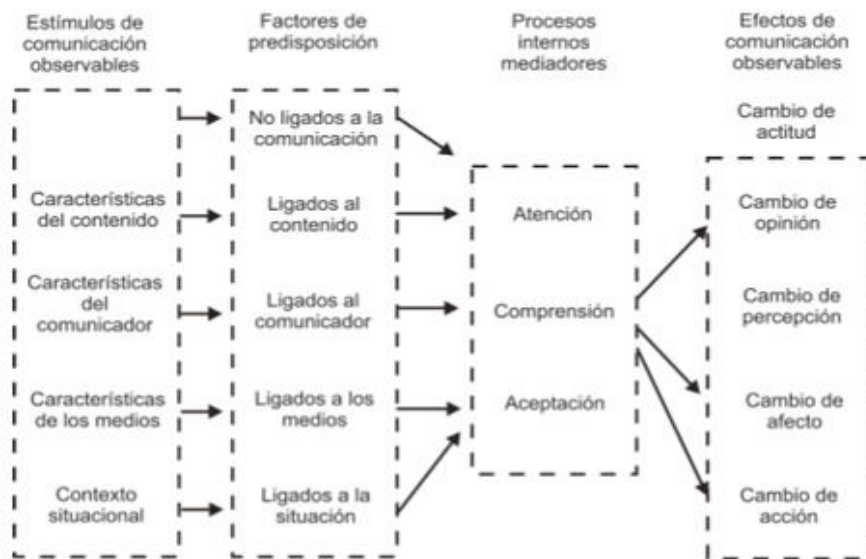 Estímulos de
comunicación
observables
Características
del contenido
Características
del
comunicador
Características
de los medios
Contexto
situacional
Factores de
predisposición
No ligados a la
comunicación
Ligados al
contenido
Ligados al
comunicador
Ligados a los
medios
Ligados a la
situación
Procesos
internos
mediadores
Atención
Comprensión
Aceptación
Efectos de
comunicación
observables
Cambio de
actitud
Cambio de
opinión
Cambio de
percepción
Cambio de
afecto
Cambio de
acción